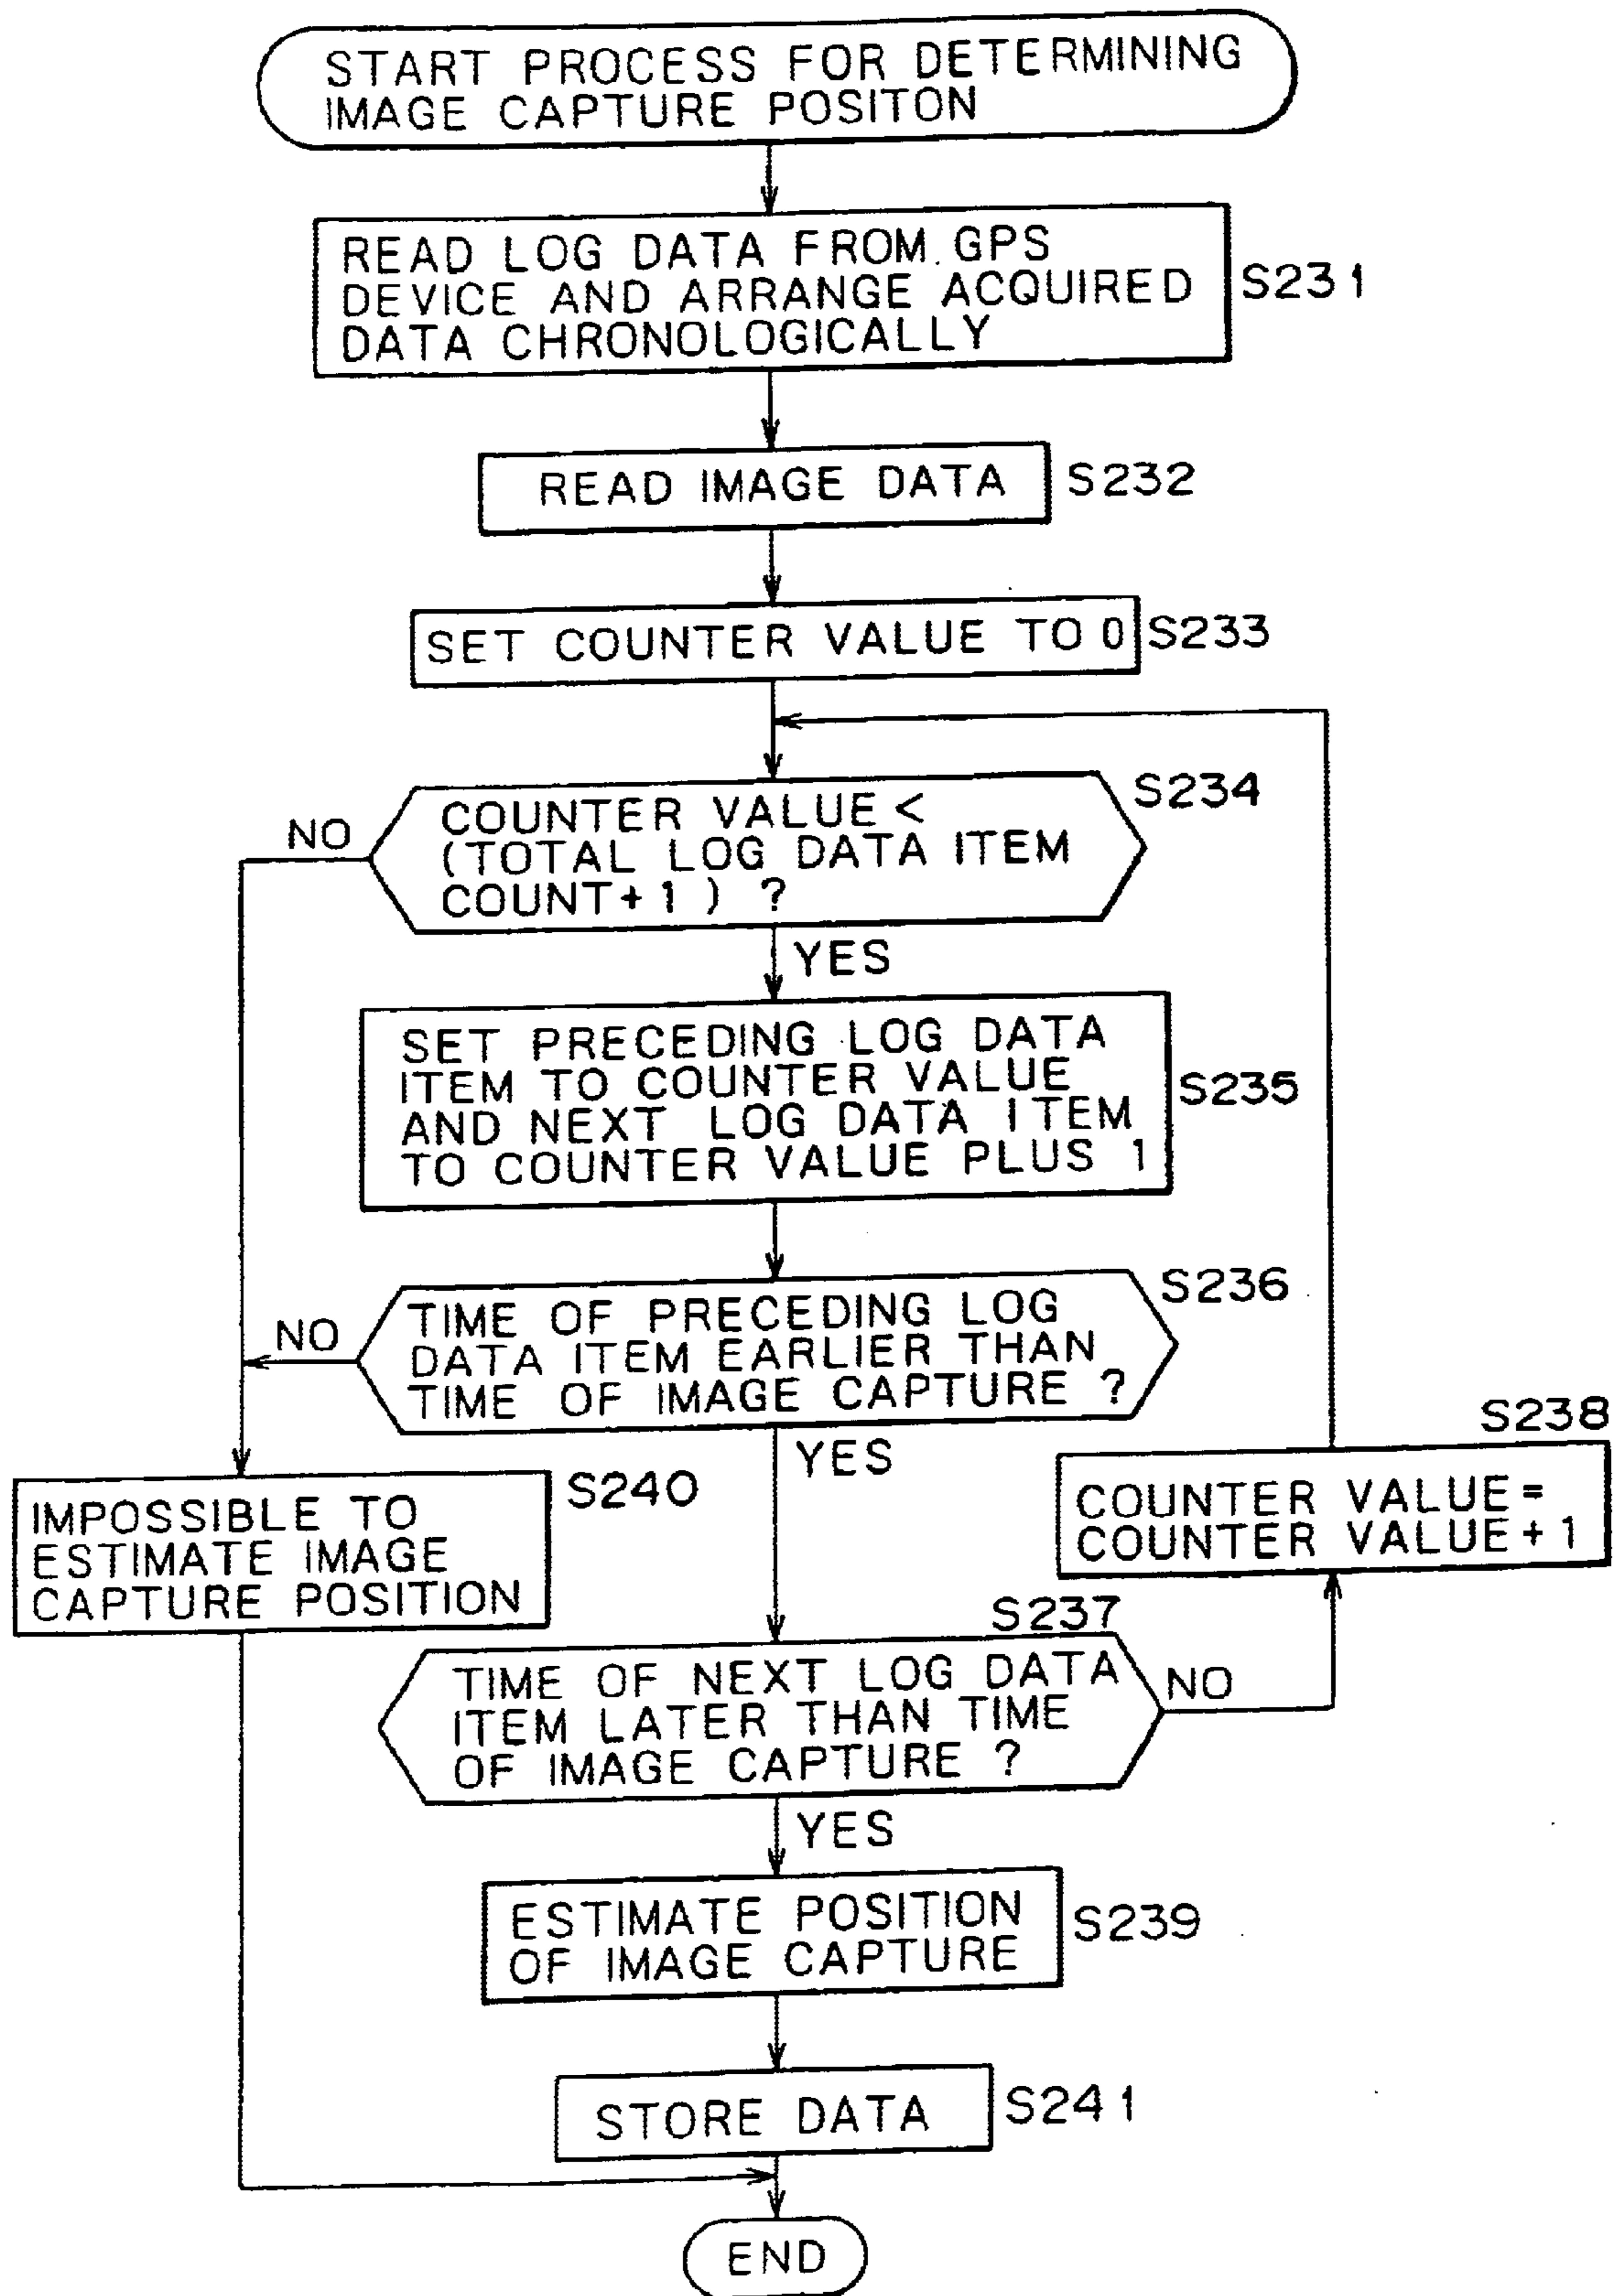 START PROCESS FOR DETERMINING
IMAGE CAPTURE POSITON
READ LOG DATA FROM GPS
DEVICE AND ARRANGE ACQUIRED
DATA CHRONOLOGICALLY
S231
READ IMAGE DATA
S232
SET COUNTER VALUE TO 0
S233
COUNTER VALUE <
(TOTAL LOG DATA ITEM
COUNT+1) ?
S234
NO
YES
SET PRECEDING LOG DATA
ITEM TO COUNTER VALUE
AND NEXT LOG DATA ITEM
TO COUNTER VALUE PLUS 1
S235
TIME OF PRECEDING LOG
DATA ITEM EARLIER THAN
TIME OF IMAGE CAPTURE ?
S236
NO
YES
S238
COUNTER VALUE=
COUNTER VALUE+1
IMPOSSIBLE TO
ESTIMATE IMAGE
CAPTURE POSITION
S240
S237
TIME OF NEXT LOG DATA
ITEM LATER THAN TIME
OF IMAGE CAPTURE ?
NO
YES
ESTIMATE POSITION
OF IMAGE CAPTURE
S239
STORE DATA
S241
END